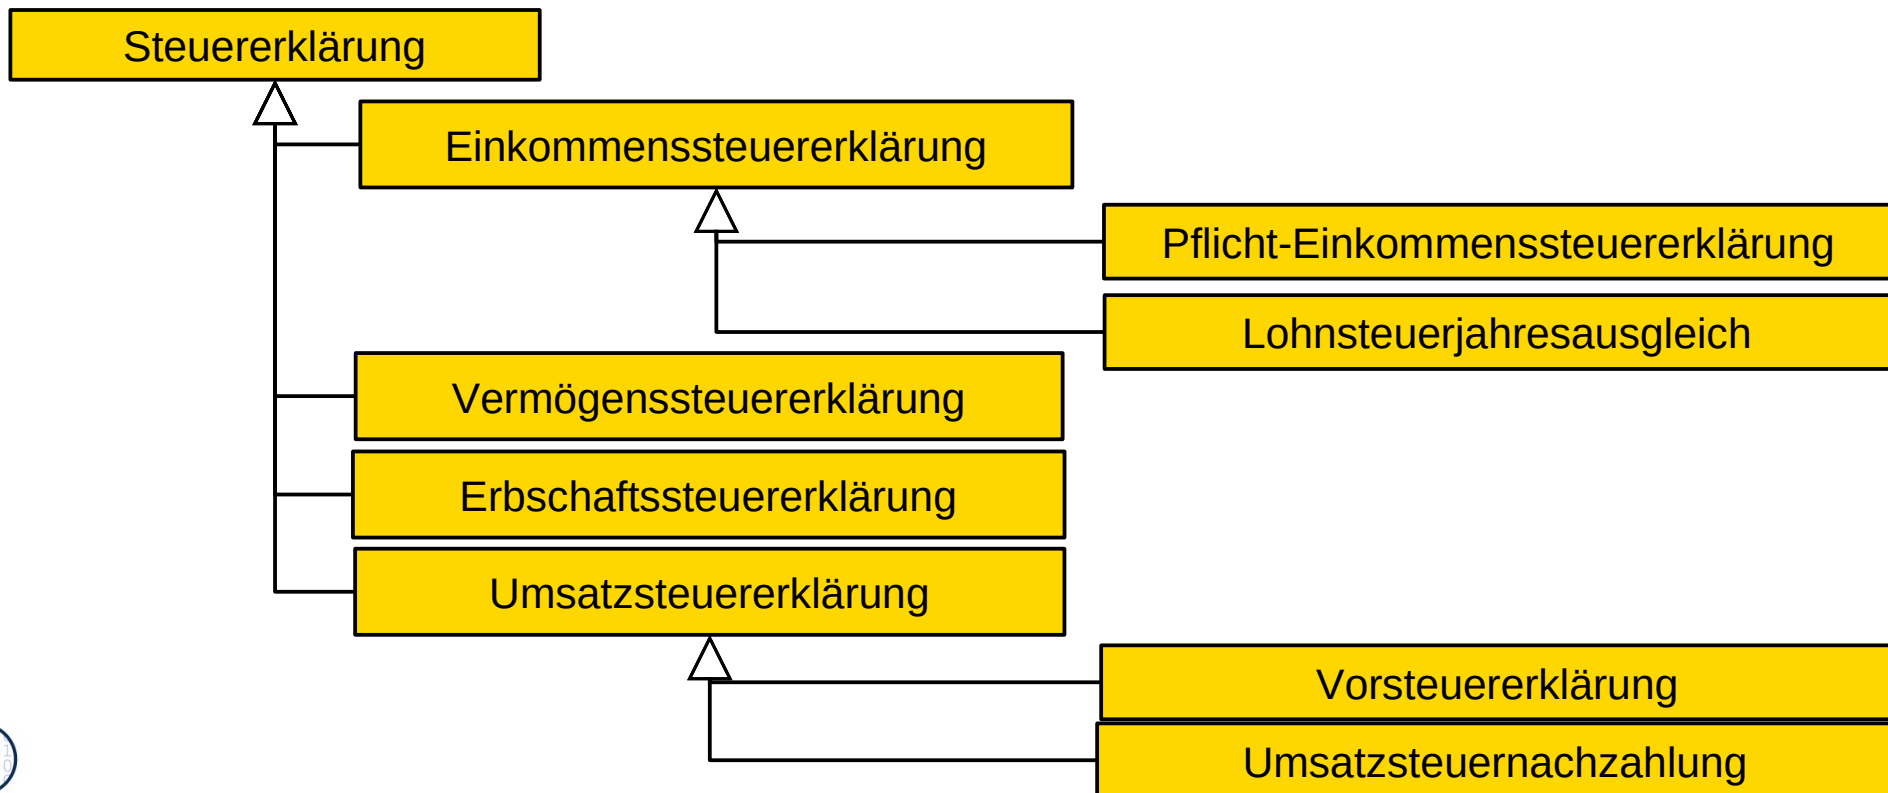 Steuererklärung
Einkommenssteuererklärung
Pflicht-Einkommenssteuererklärung
Lohnsteuerjahresausgleich
Vermögenssteuererklärung
Erbschaftssteuererklärung
Umsatzsteuererklärung
Vorsteuererklärung
Umsatzsteuernachzahlung